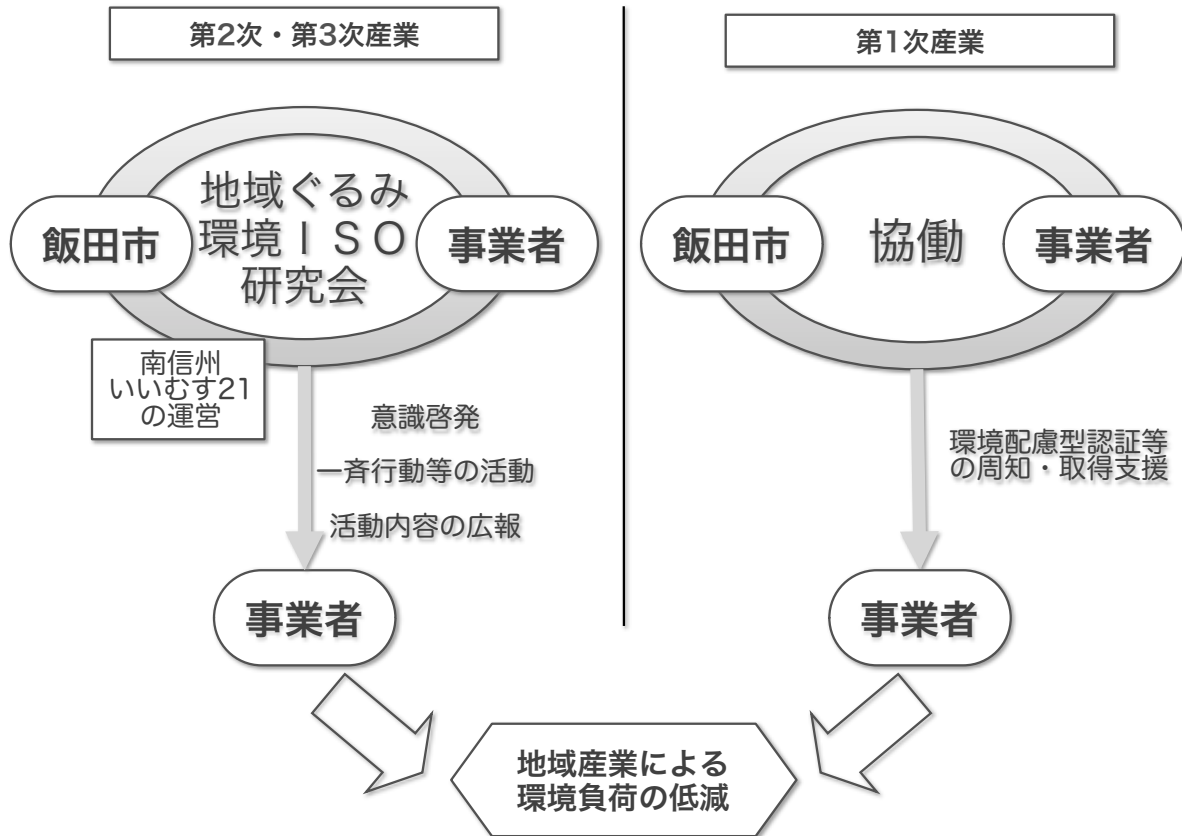 第2次・第3次産業
飯田市
地域ぐるみ
環境ＩＳＯ
研究会
事業者
南信州
いいむす21
の運営
意識啓発
一斉行動等の活動
活動内容の広報
事業者
第1次産業
飯田市
協働
事業者
環境配慮型認証等
の周知・取得支援
事業者
地域産業による
環境負荷の低減